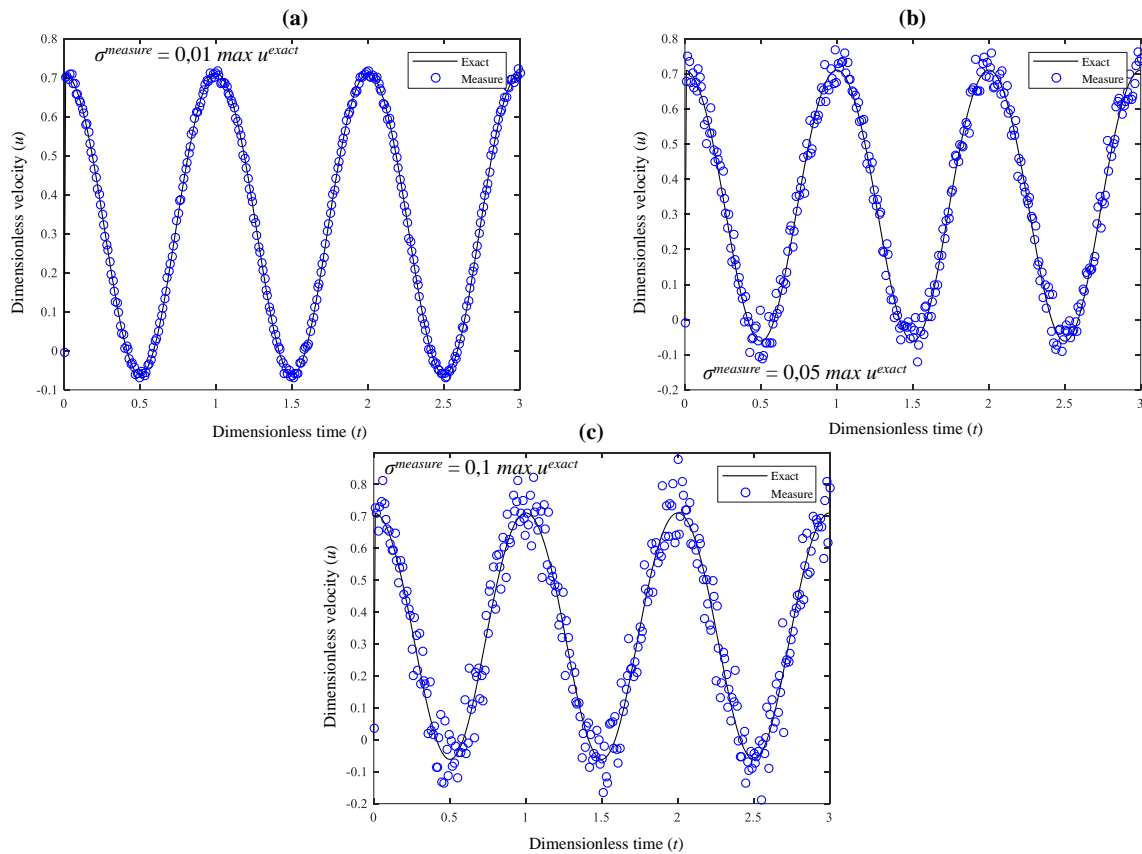 (a)
σmeasure = 0,01 max uexact
Exact
Measure
0.8
0.7
0.6
0.5
0.4
0.3
0.2
0.1
0
-0.1
0
0.5
1
1.5
2
2.5
3
Dimensionless velocity (u)
Dimensionless time (t)
(b)
Exact
Measure
0.8
0.7
0.6
0.5
0.4
0.3
0.2
0.1
0
-0.1
-0.2
0
0.5
1
1.5
2
2.5
3
σmeasure = 0,05 max uexact
Dimensionless velocity (u)
Dimensionless time (t)
(c)
σmeasure = 0,1 max uexact
Exact
Measure
0.8
0.7
0.6
0.5
0.4
0.3
0.2
0.1
0
-0.1
-0.2
0
0.5
1
1.5
2
2.5
3
Dimensionless velocity (u)
Dimensionless time (t)